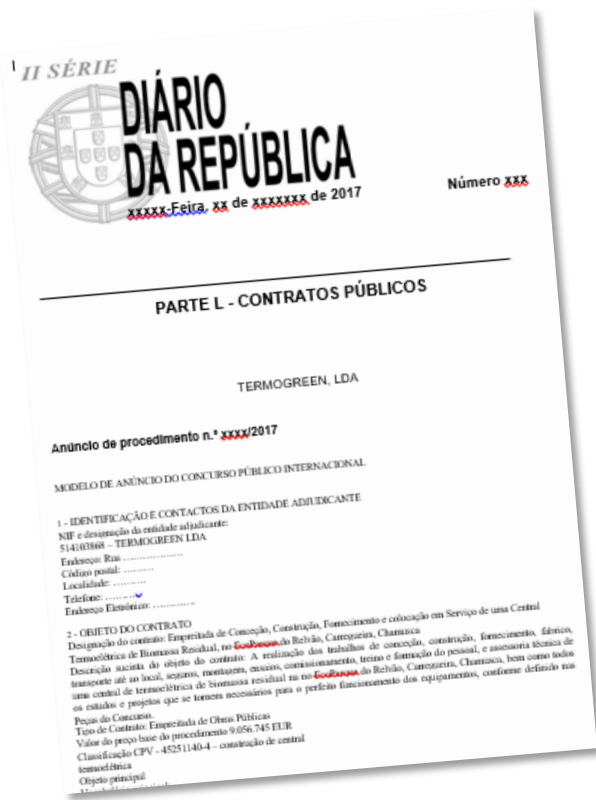 II SÉRIE
DIÁRIO
DA REPÚBLICA
xxxxx-Feira, xx de xxxxxxx de 2017
Número xxx
PARTE L - CONTRATOS PÚBLICOS
TERMOGREEN, LDA
Anúncio de procedimento n.º xxxx/2017
MODELO DE ANÚNCIO DO CONCURSO PÚBLICO INTERNACIONAL
1 - IDENTIFICAÇÃO E CONTACTOS DA ENTIDADE ADJUDICANTE
NIF e designação da entidade adjudicante:
514103868 – TERMOGREEN LDA
Endereço: Rua ………………
Código postal: ………
Localidade: ……….
Telefone: ……….
Endereço Eletrónico: ………….
2 - OBJETO DO CONTRATO
Designação do contrato: Empreitada de Conceção, Construção, Fornecimento e colocação em Serviço de uma Central
Termoelétrica de Biomassa Residual, no EcoParque do Relvão, Carregueira, Chamusca
Descrição sucinta do objeto do contrato: A realização dos trabalhos de conceção, construção, fornecimento, fabrico,
transporte até ao local, seguros, montagem, ensaios, comissionamento, treino e formação do pessoal, e assessoria técnica de
uma central de termoelétrica de biomassa residual na no EcoParque do Relvão, Carregueira, Chamusca, bem como todos
os estudos e projetos que se tornem necessários para o perfeito funcionamento dos equipamentos, conforme definido nas
Peças do Concurso.
Tipo de Contrato: Empreitada de Obras Públicas
Valor do preço base do procedimento 9.056.745 EUR
Classificação CPV - 45251140-4 – construção de central
termoelétrica
Objeto principal